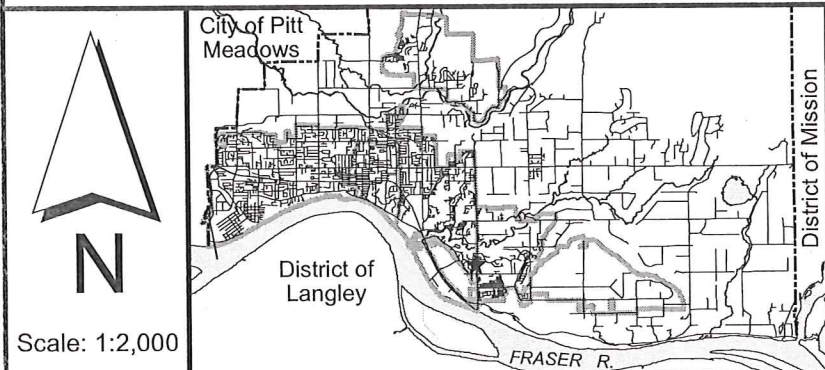 N
Scale: 1:2,000
City of Pitt
Meadows
District of
Langley
FRASER R.
District of Mission